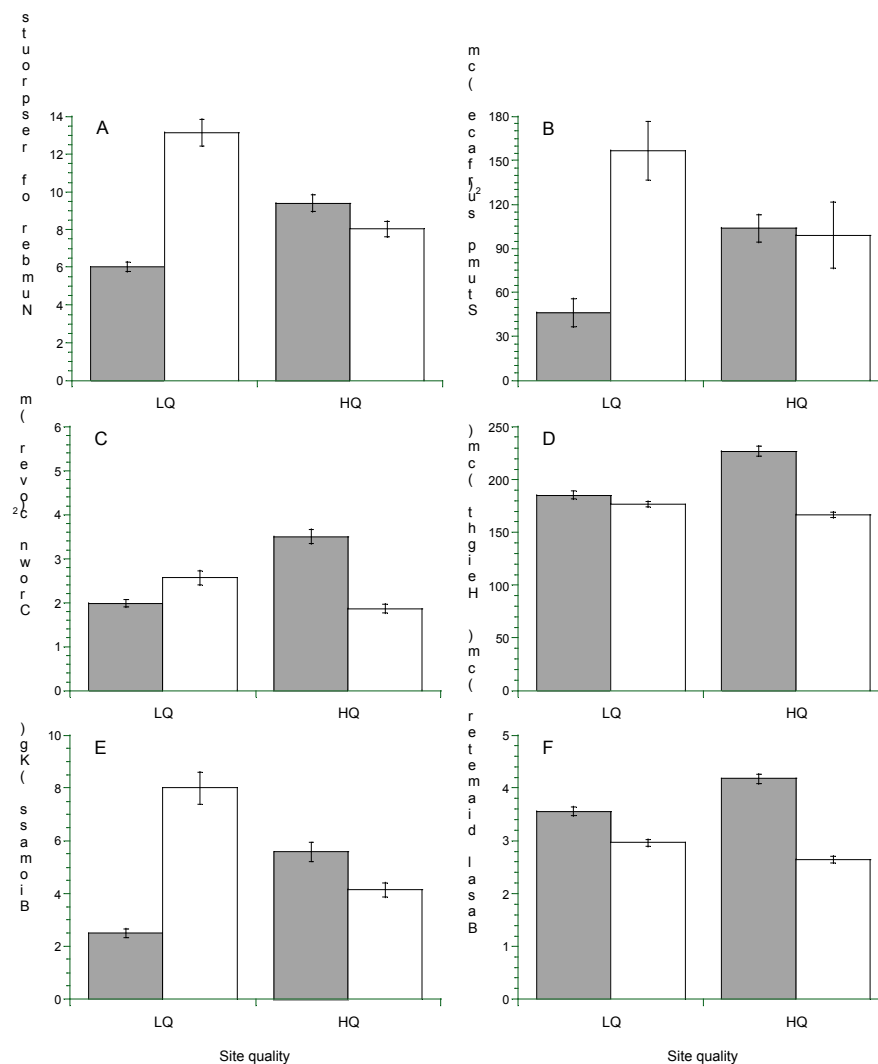 Number of resprouts
14
12
10
8
6
4
2
0
A
LQ
HQ
Stump surface (cm²)
180
150
120
90
60
30
0
B
LQ
HQ
Crown cover (m²)
6
5
4
3
2
1
0
C
LQ
HQ
Height (cm)
250
200
150
100
50
0
D
LQ
HQ
Biomass (Kg)
10
8
6
4
2
0
E
LQ
HQ
Site quality
Basal diameter (cm)
5
4
3
2
1
0
F
LQ
HQ
Site quality